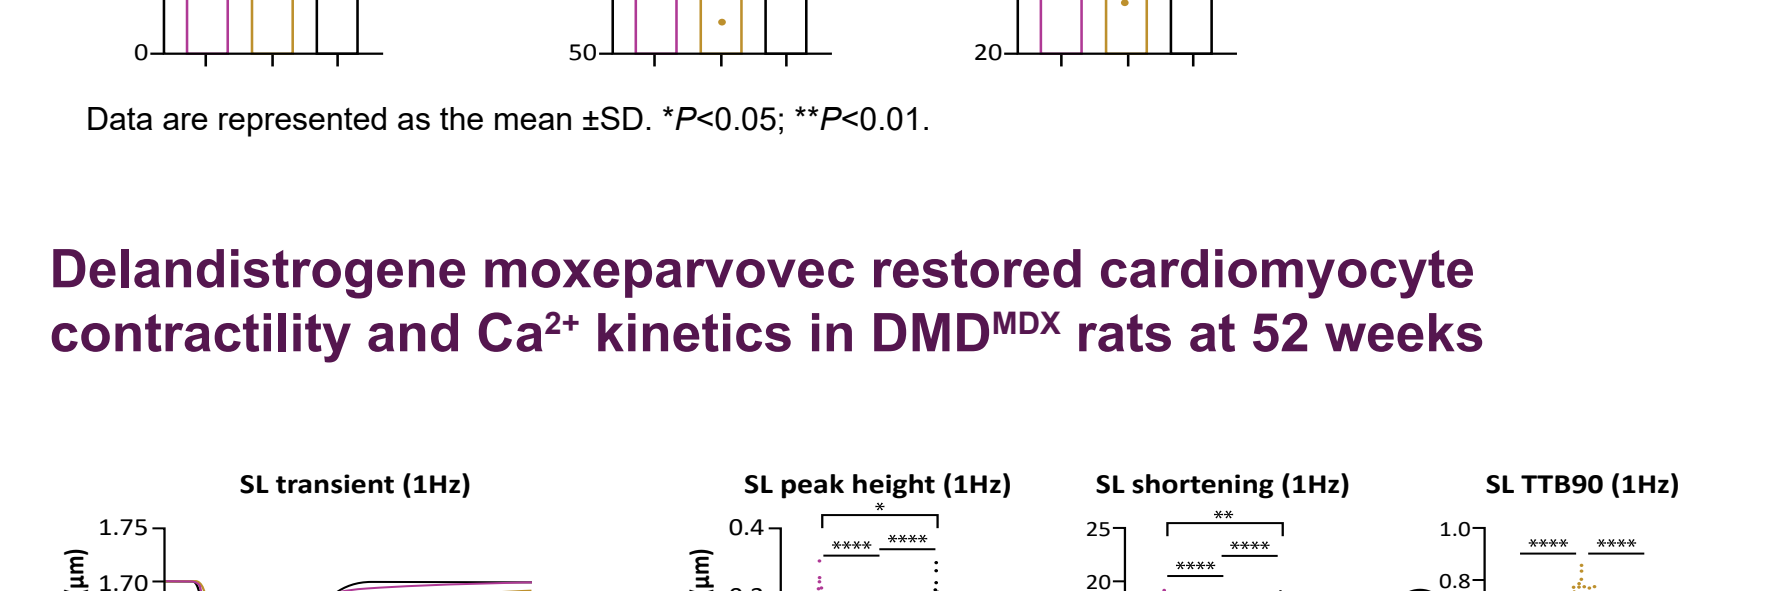 0
50
20
Data are represented as the mean ±SD. *P<0.05; **P<0.01.
Delandistrogene moxeparvovec restored cardiomyocyte
contractility and Ca²⁺ kinetics in DMDᴹᴰˣ rats at 52 weeks
SL transient (1Hz)
1.75
1.70
µm)
SL peak height (1Hz)
*
0.4
**** ****
µm)
SL shortening (1Hz)
**
25
****
****
20
SL TTB90 (1Hz)
1.0
**** ****
0.8